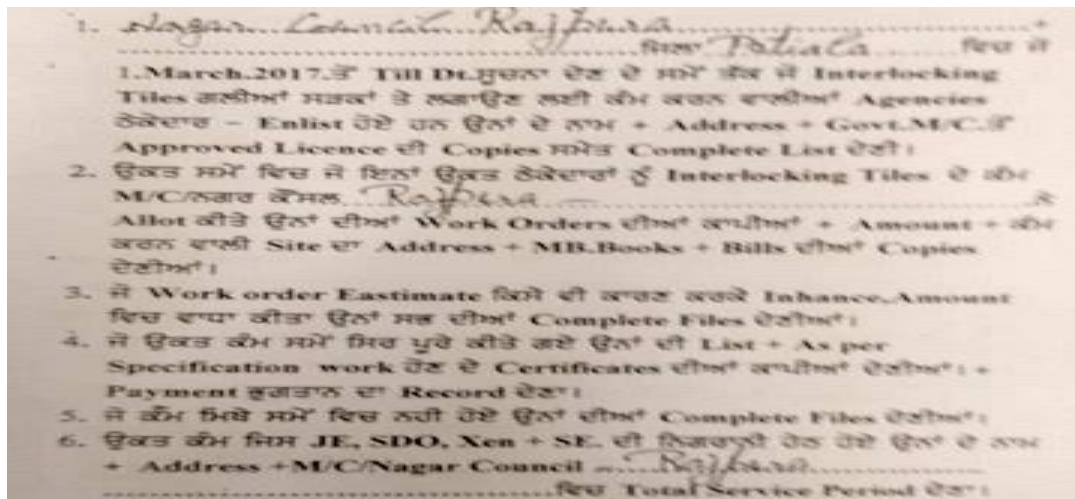 1. Nagar Council Rajpura +
ਜਿਲਾ Patiala ਵਿਚ ਜੋ
1.March.2017.ਤੋਂ Till Dt.ਸੂਚਨਾ ਦੇਣ ਦੇ ਸਮੇਂ ਤੱਕ ਜੋ Interlocking
Tiles ਗਲੀਆਂ ਸੜਕਾਂ ਤੇ ਲਗਾਉਣ ਲਈ ਕੰਮ ਕਰਨ ਵਾਲੀਆਂ Agencies
ਠੇਕੇਦਾਰ – Enlist ਹੋਏ ਹਨ ਉਨਾਂ ਦੇ ਨਾਮ + Address + Govt.M/C.ਤੋਂ
Approved Licence ਦੀ Copies ਸਮੇਤ Complete List ਦੇਣੀ।
2. ਉਕਤ ਸਮੇਂ ਵਿਚ ਜੋ ਇਨਾਂ ਉਕਤ ਠੇਕੇਦਾਰਾਂ ਨੂੰ Interlocking Tiles ਦੇ ਕੰਮ
M/C/ਨਗਰ ਕੌਂਸਲ Rajpura – ਨੇ
Allot ਕੀਤੇ ਉਨਾਂ ਦੀਆਂ Work Orders ਦੀਆਂ ਕਾਪੀਆਂ + Amount + ਕੰਮ
ਕਰਨ ਵਾਲੀ Site ਦਾ Address + MB.Books + Bills ਦੀਆਂ Copies
ਦੇਣੀਆਂ।
3. ਜੋ Work order Eastimate ਕਿਸੇ ਵੀ ਕਾਰਣ ਕਰਕੇ Inhance.Amount
ਵਿਚ ਵਾਧਾ ਕੀਤਾ ਉਨਾਂ ਸਭ ਦੀਆਂ Complete Files ਦੇਣੀਆਂ।
4. ਜੋ ਉਕਤ ਕੰਮ ਸਮੇਂ ਸਿਰ ਪੂਰੇ ਕੀਤੇ ਗਏ ਉਨਾਂ ਦੀ List + As per
Specification work ਹੋਣ ਦੇ Certificates ਦੀਆਂ ਕਾਪੀਆਂ ਦੇਣੀਆਂ। +
Payment ਭੁਗਤਾਨ ਦਾ Record ਦੇਣਾ।
5. ਜੋ ਕੰਮ ਮਿਥੇ ਸਮੇਂ ਵਿਚ ਨਹੀ ਹੋਏ ਉਨਾਂ ਦੀਆਂ Complete Files ਦੇਣੀਆਂ।
6. ਉਕਤ ਕੰਮ ਜਿਸ JE, SDO, Xen + SE. ਦੀ ਨਿਗਰਾਨੀ ਹੇਠ ਹੋਏ ਉਨਾਂ ਦੇ ਨਾਮ
+ Address +M/C/Nagar Council – Rajpura
ਵਿਚ Total Service Period ਦੇਣਾ।